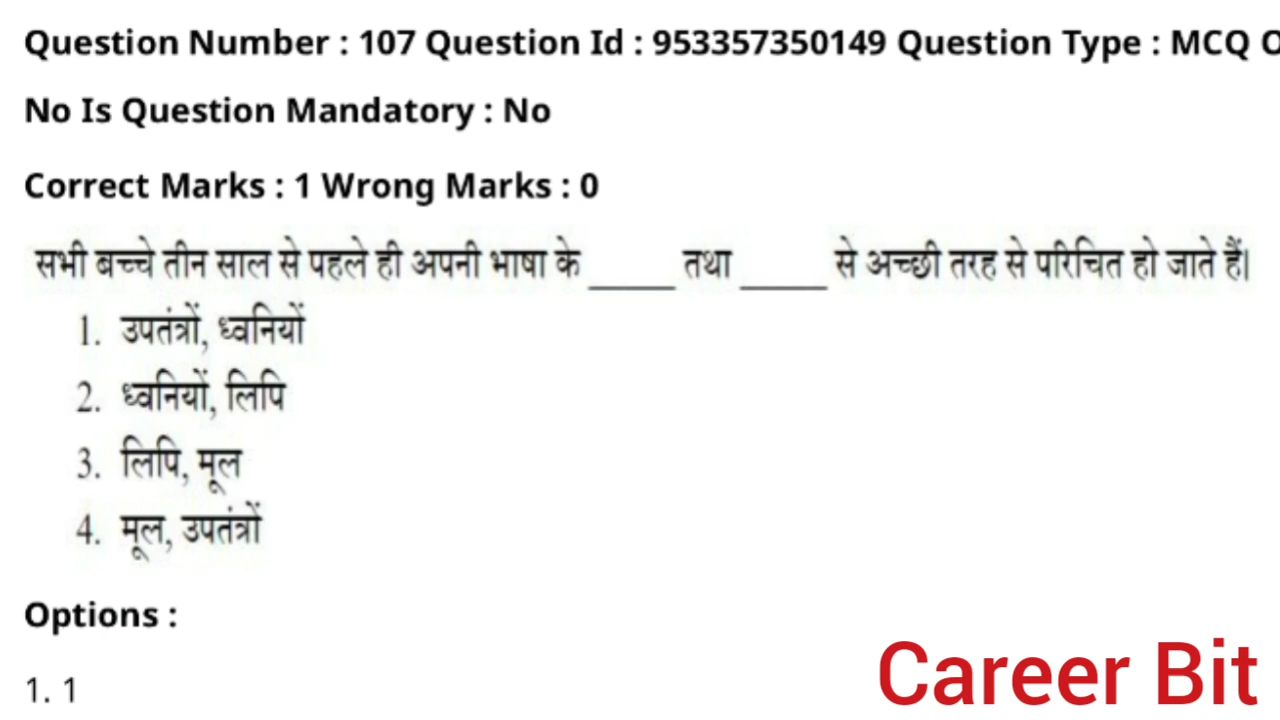 Question Number : 107 Question Id : 953357350149 Question Type : MCQ O
No Is Question Mandatory : No
Correct Marks : 1 Wrong Marks : 0
सभी बच्चे तीन साल से पहले ही अपनी भाषा के _____ तथा _____ से अच्छी तरह से परिचित हो जाते हैं।
1. उपतंत्रों, ध्वनियों
2. ध्वनियों, लिपि
3. लिपि, मूल
4. मूल, उपतंत्रों
Options :
1. 1
Career Bit